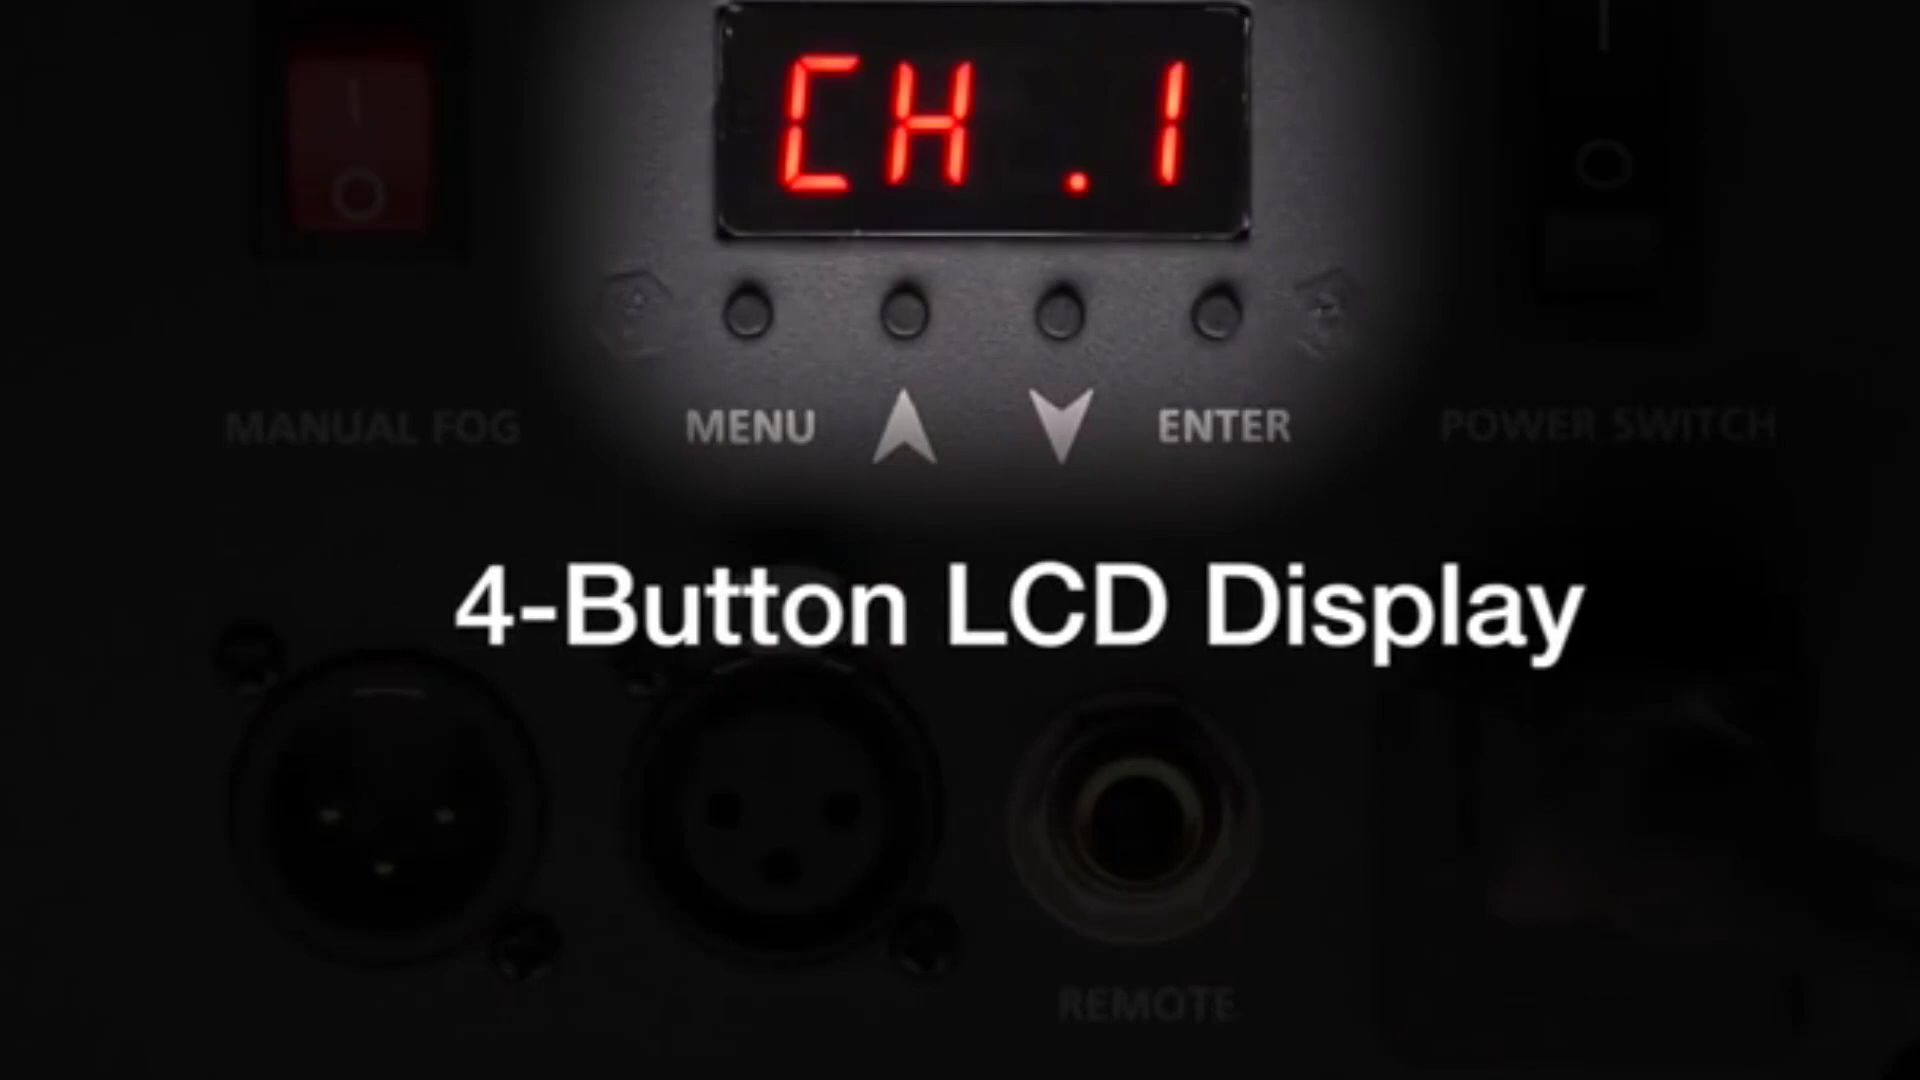 CH .1
MANUAL FOG MENU ENTER POWER SWITCH
4-Button LCD Display
REMOTE